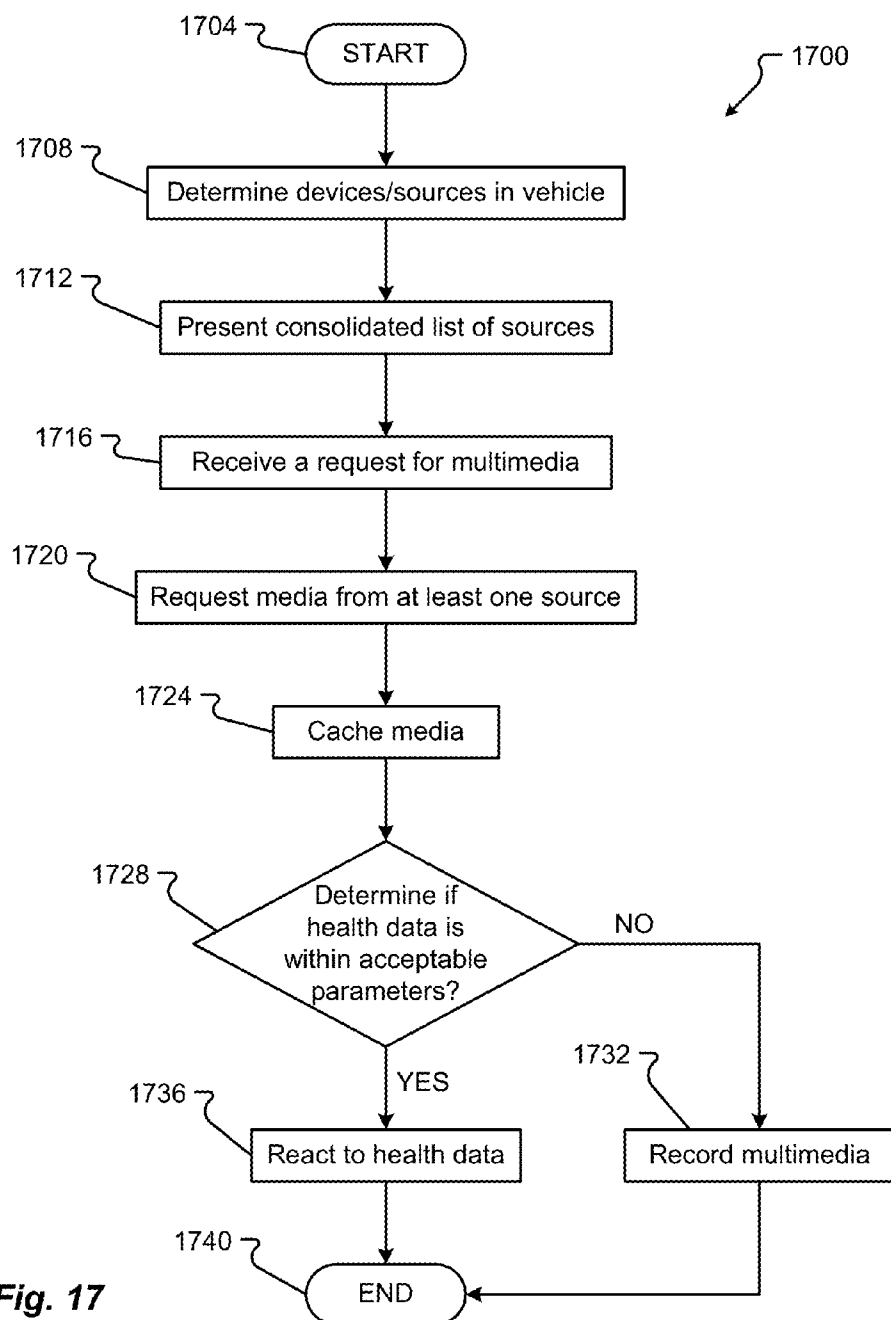 1704
START
1700
1708
Determine devices/sources in vehicle
1712
Present consolidated list of sources
1716
Receive a request for multimedia
1720
Request media from at least one source
1724
Cache media
1728
Determine if
health data is
within acceptable
parameters?
NO
YES
1736
React to health data
1732
Record multimedia
1740
END
Fig. 17